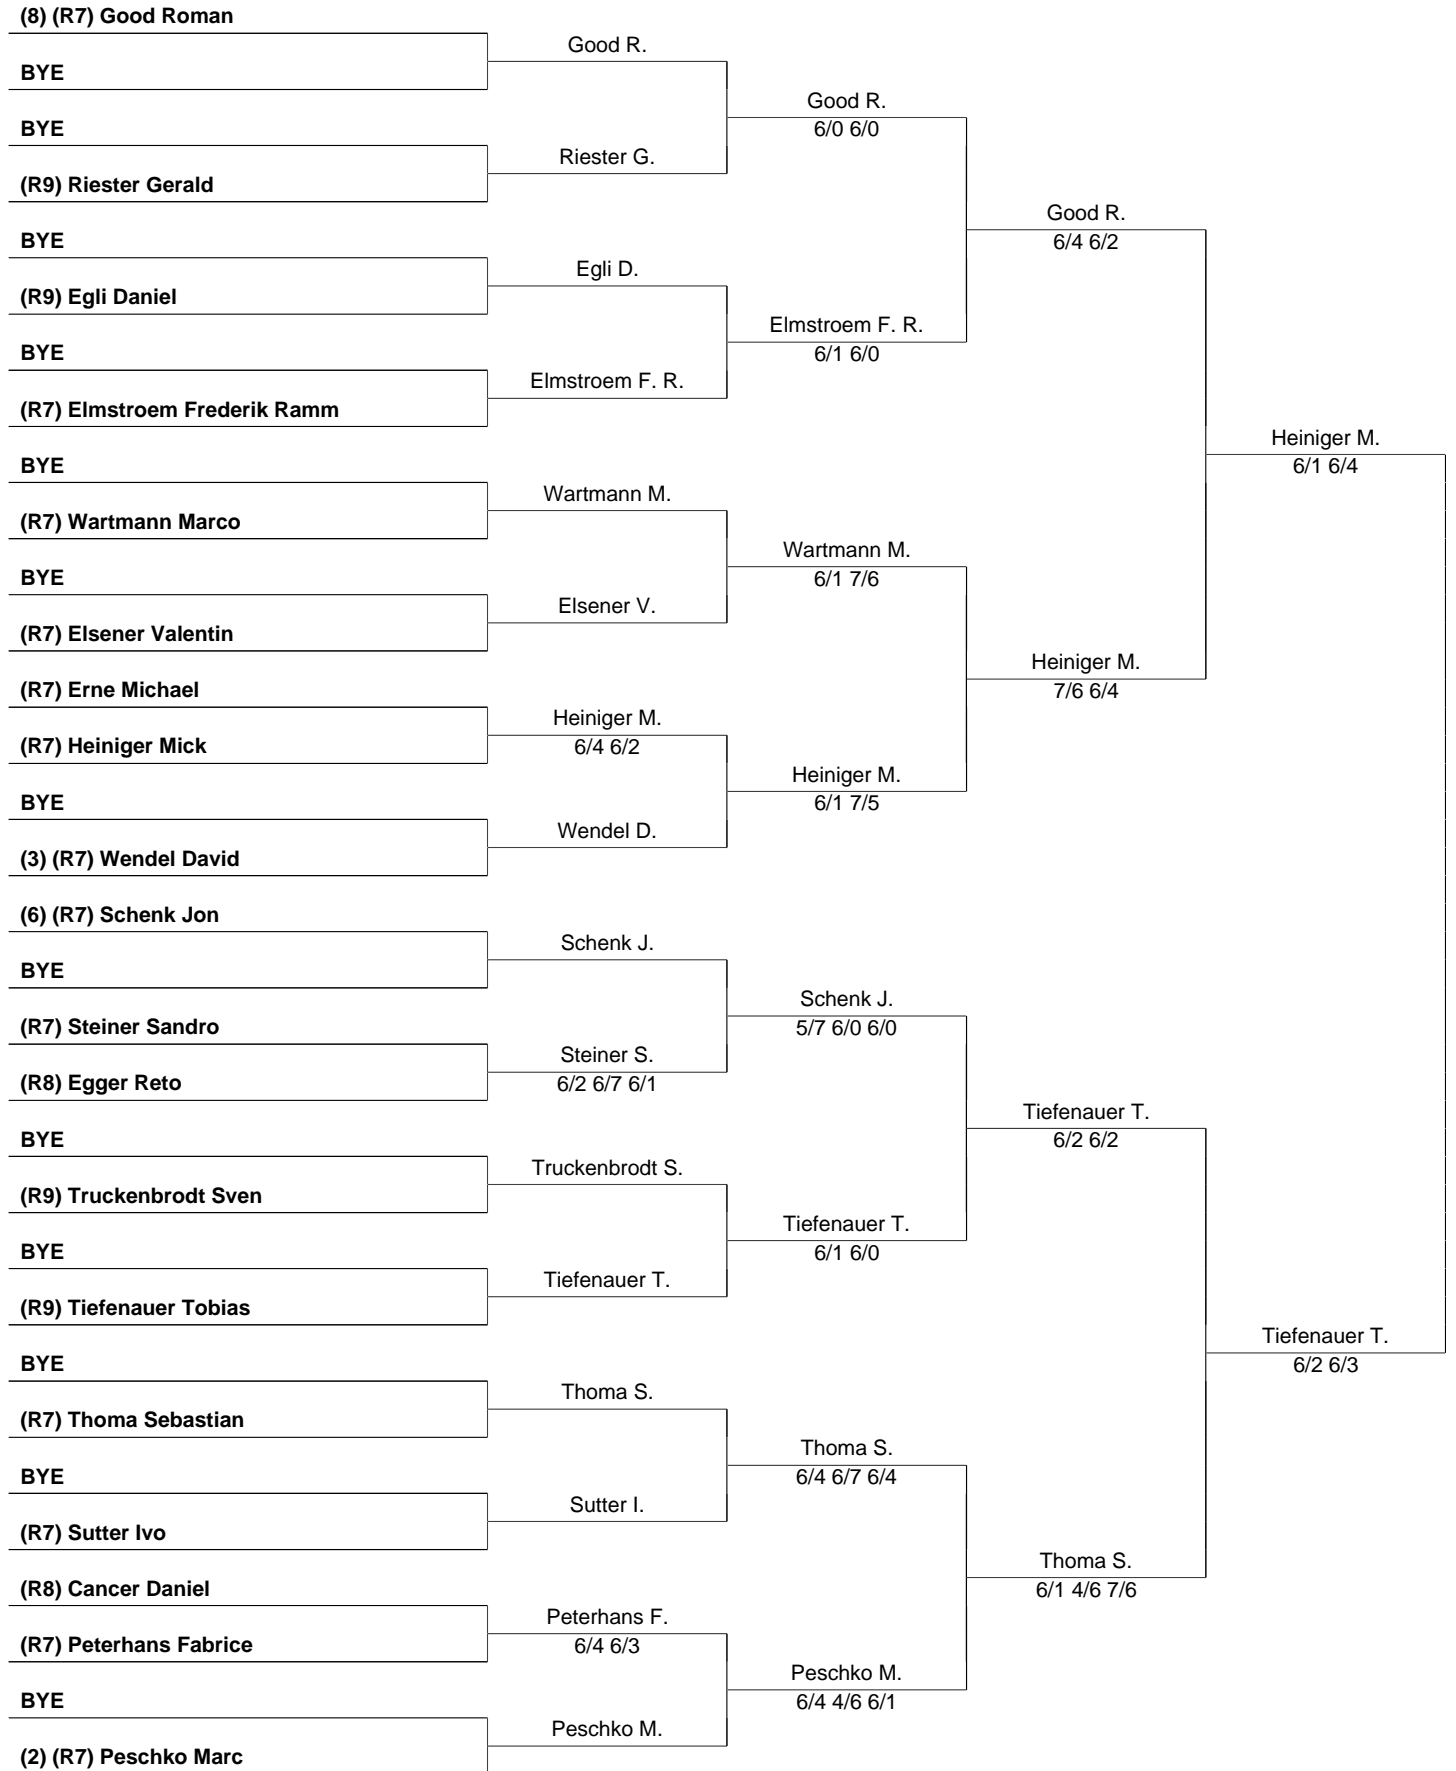 (8) (R7) Good Roman
BYE
BYE
(R9) Riester Gerald
BYE
(R9) Egli Daniel
BYE
(R7) Elmstroem Frederik Ramm
BYE
(R7) Wartmann Marco
BYE
(R7) Elsener Valentin
(R7) Erne Michael
(R7) Heiniger Mick
BYE
(3) (R7) Wendel David
(6) (R7) Schenk Jon
BYE
(R7) Steiner Sandro
(R8) Egger Reto
BYE
(R9) Truckenbrodt Sven
BYE
(R9) Tiefenauer Tobias
BYE
(R7) Thoma Sebastian
BYE
(R7) Sutter Ivo
(R8) Cancer Daniel
(R7) Peterhans Fabrice
BYE
(2) (R7) Peschko Marc
Good R.
Riester G.
Egli D.
Elmstroem F. R.
Wartmann M.
Elsener V.
Heiniger M.
6/4 6/2
Wendel D.
Schenk J.
Steiner S.
6/2 6/7 6/1
Truckenbrodt S.
Tiefenauer T.
Thoma S.
Sutter I.
Peterhans F.
6/4 6/3
Peschko M.
Good R.
6/0 6/0
Elmstroem F. R.
6/1 6/0
Wartmann M.
6/1 7/6
Heiniger M.
6/1 7/5
Schenk J.
5/7 6/0 6/0
Tiefenauer T.
6/1 6/0
Thoma S.
6/4 6/7 6/4
Peschko M.
6/4 4/6 6/1
Good R.
6/4 6/2
Heiniger M.
7/6 6/4
Tiefenauer T.
6/2 6/2
Thoma S.
6/1 4/6 7/6
Heiniger M.
6/1 6/4
Tiefenauer T.
6/2 6/3